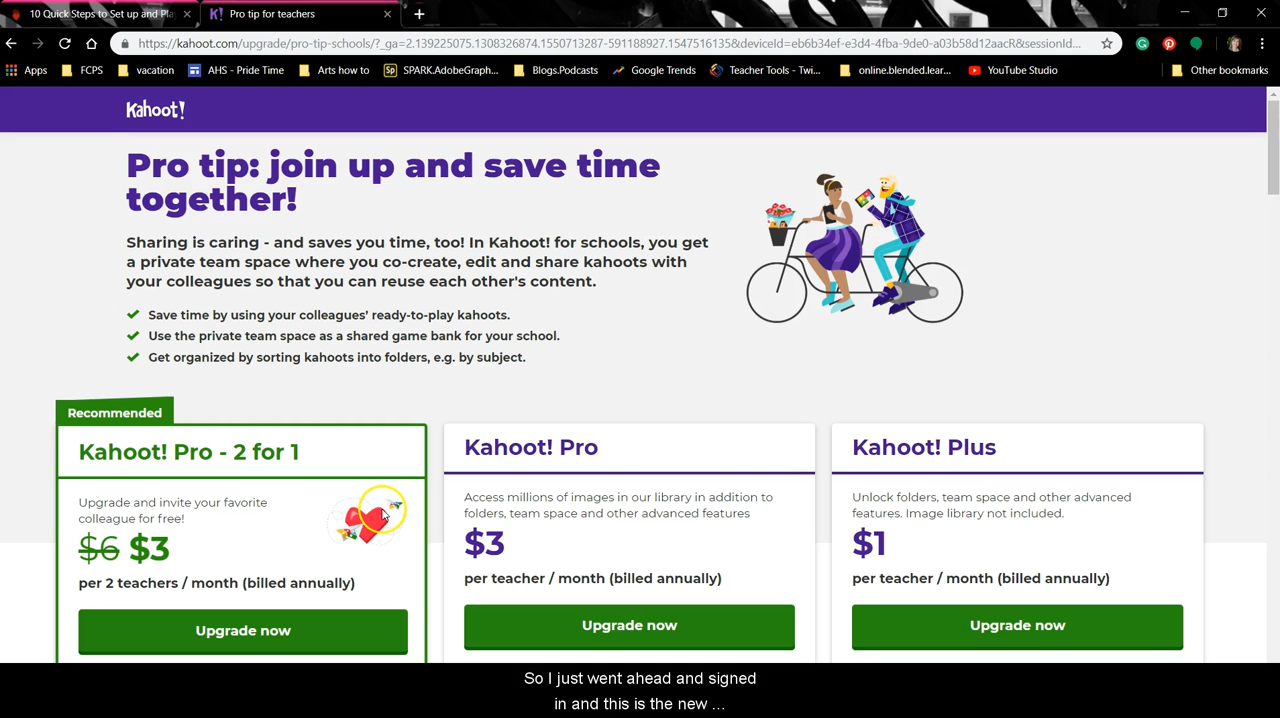 10 Quick Steps to Set up and Pla
Pro tip for teachers
https://kahoot.com/upgrade/pro-tip-schools/?_ga=2.139225075.1308326874.1550713287-591188927.1547516135&deviceId=eb6b34ef-e3d4-4fba-9de0-a03b58d12aacR&sessionId...
Apps FCPS vacation AHS - Pride Time Arts how to SPARK.AdobeGraph... Blogs.Podcasts Google Trends Teacher Tools - Twi... online.blended.lear... YouTube Studio Other bookmarks
Kahoot!
Pro tip: join up and save time
together!
Sharing is caring - and saves you time, too! In Kahoot! for schools, you get
a private team space where you co-create, edit and share kahoots with
your colleagues so that you can reuse each other's content.
Save time by using your colleagues' ready-to-play kahoots.
Use the private team space as a shared game bank for your school.
Get organized by sorting kahoots into folders, e.g. by subject.
Recommended
Kahoot! Pro - 2 for 1
Upgrade and invite your favorite
colleague for free!
$6 $3
per 2 teachers / month (billed annually)
Upgrade now
Kahoot! Pro
Access millions of images in our library in addition to
folders, team space and other advanced features
$3
per teacher / month (billed annually)
Upgrade now
Kahoot! Plus
Unlock folders, team space and other advanced
features. Image library not included.
$1
per teacher / month (billed annually)
Upgrade now
So I just went ahead and signed
in and this is the new ...